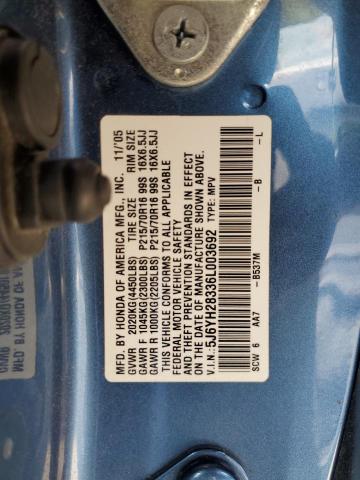 MFD. BY HONDA OF AMERICA MFG., INC. 11/'05
TIRE SIZE RIM SIZE
GVWR 2020KG(4450LBS)
GAWR F 1045KG(2300LBS) P215/70R16 99S 16X6.5JJ
GAWR R 1000KG(2205LBS) P215/70R16 99S 16X6.5JJ
THIS VEHICLE CONFORMS TO ALL APPLICABLE
FEDERAL MOTOR VEHICLE SAFETY
AND THEFT PREVENTION STANDARDS IN EFFECT
ON THE DATE OF MANUFACTURE SHOWN ABOVE.
V.I.N.: 5J6YH28336L003692 TYPE: MPV
SCW 6 AA7 -B537M -B -L